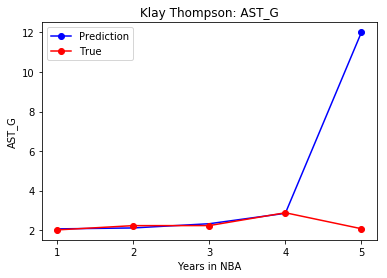 Klay Thompson: AST_G
Prediction
True
12
10
8
6
4
2
AST_G
1 2 3 4 5
Years in NBA